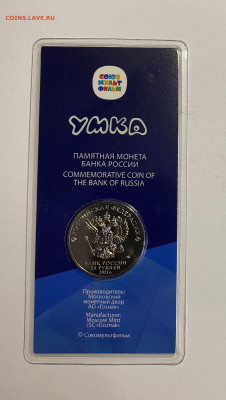 COINS.LAVE.RU
СОЮЗ
МУЛЬТ
ФИЛЬМ
УМКА
ПАМЯТНАЯ МОНЕТА
БАНКА РОССИИ
COMMEMORATIVE COIN OF
THE BANK OF RUSSIA
РОССИЙСКАЯ ФЕДЕРАЦИЯ
БАНК РОССИИ
25 РУБЛЕЙ
2021 г.
Производитель:
Московский
монетный двор
АО «Гознак»
Manufacturer:
Moscow Mint
JSC «Goznak»
© Союзмультфильм